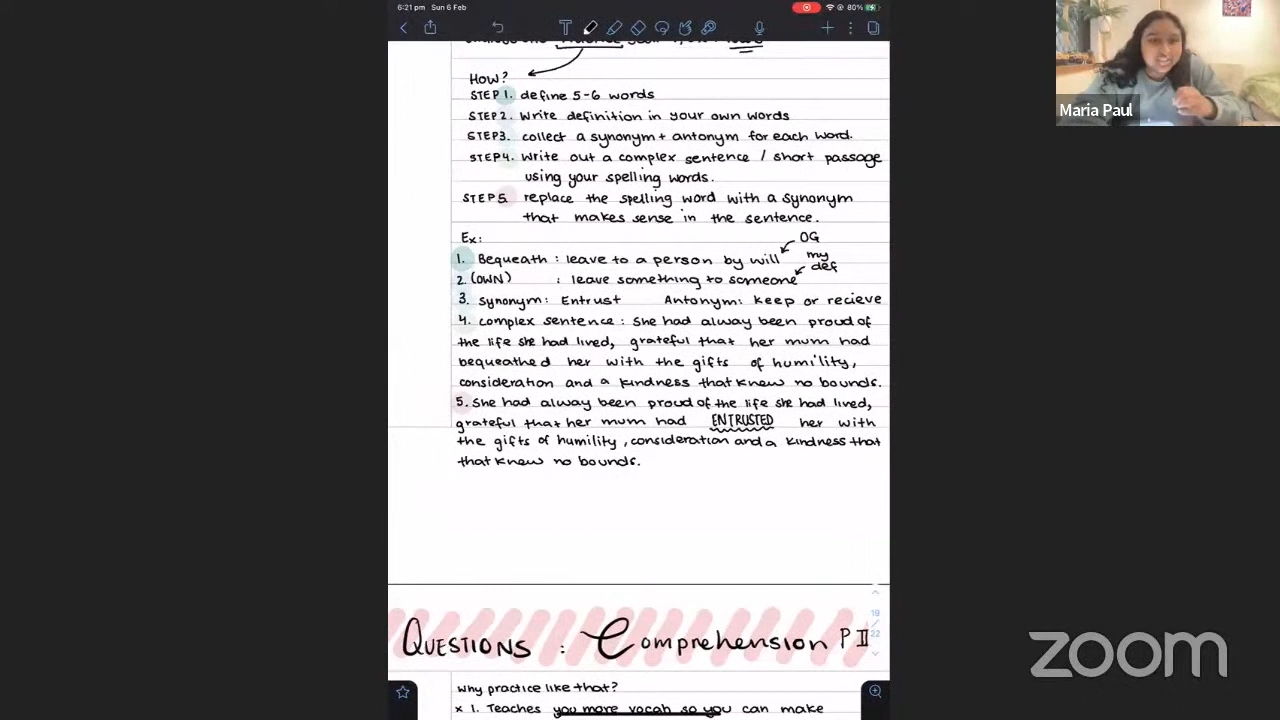 6:21 pm Sun 6 Feb
80%
Maria Paul
How?
STEP 1. define 5-6 words
STEP 2. Write definition in your own words
STEP3. collect a synonym + antonym for each word.
STEP4. Write out a complex sentence / short passage
using your spelling words.
STEP 5. replace the spelling word with a synonym
that makes sense in the sentence.
Ex:
OG
1. Bequeath : leave to a person by will
my
def
2. (OWN) : leave something to someone
3. Synonym: Entrust Antonym: keep or recieve
4. complex sentence : She had alway been proud of
the life she had lived, grateful that her mum had
bequeathed her with the gifts of humility,
consideration and a kindness that knew no bounds.
5. She had alway been proud of the life she had lived,
grateful that her mum had ENTRUSTED her with
the gifts of humility, consideration and a kindness that
that knew no bounds.
19
/
22
QUESTIONS : Comprehension P II
Why practice like that?
x 1. Teaches you more vocab so you can make
zoom